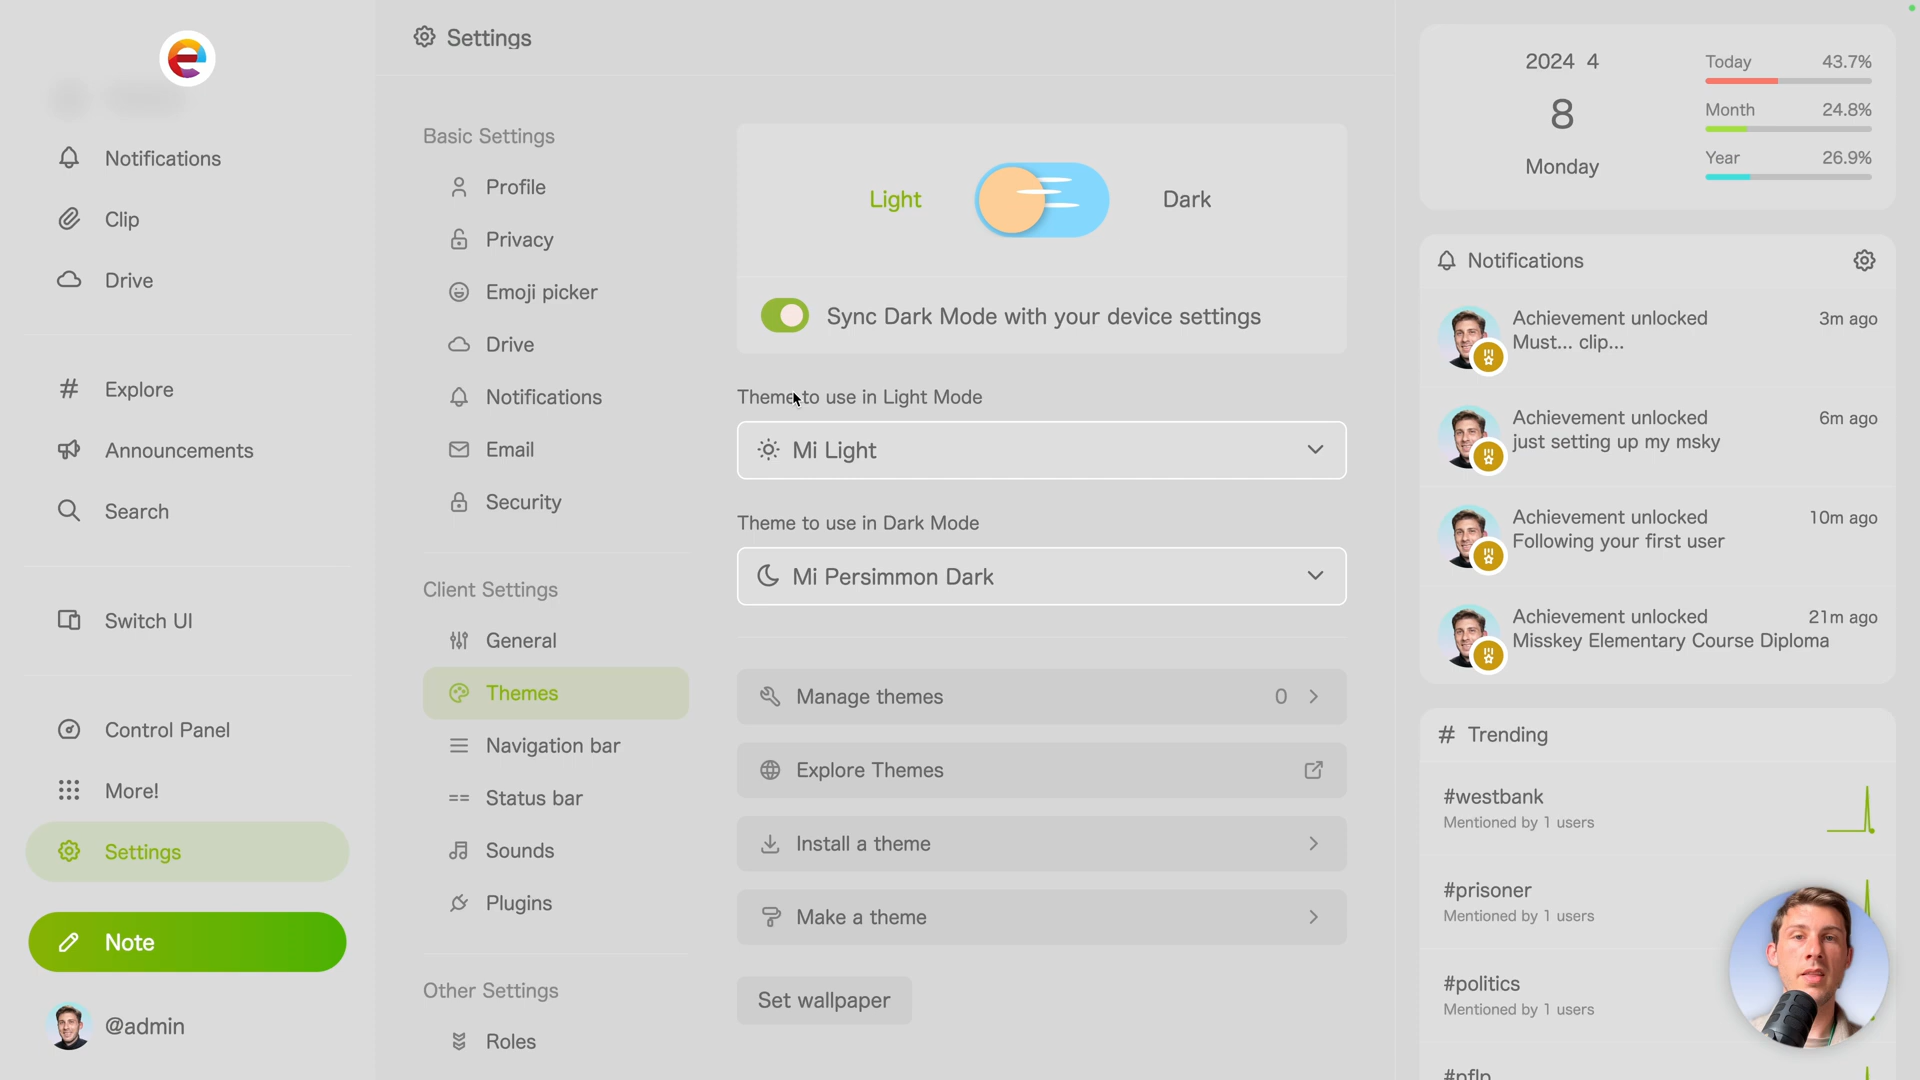 Notifications
Clip
Drive
Explore
Announcements
Search
Switch UI
Control Panel
More!
Settings
Note
@admin
Settings
Basic Settings
Profile
Privacy
Emoji picker
Drive
Notifications
Email
Security
Client Settings
General
Themes
Navigation bar
Status bar
Sounds
Plugins
Other Settings
Roles
Light
Dark
Sync Dark Mode with your device settings
Theme to use in Light Mode
Mi Light
Theme to use in Dark Mode
Mi Persimmon Dark
Manage themes 0
Explore Themes
Install a theme
Make a theme
Set wallpaper
2024 4
8
Monday
Today 43.7%
Month 24.8%
Year 26.9%
Notifications
Achievement unlocked 3m ago
Must... clip...
Achievement unlocked 6m ago
just setting up my msky
Achievement unlocked 10m ago
Following your first user
Achievement unlocked 21m ago
Misskey Elementary Course Diploma
# Trending
#westbank
Mentioned by 1 users
#prisoner
Mentioned by 1 users
#politics
Mentioned by 1 users